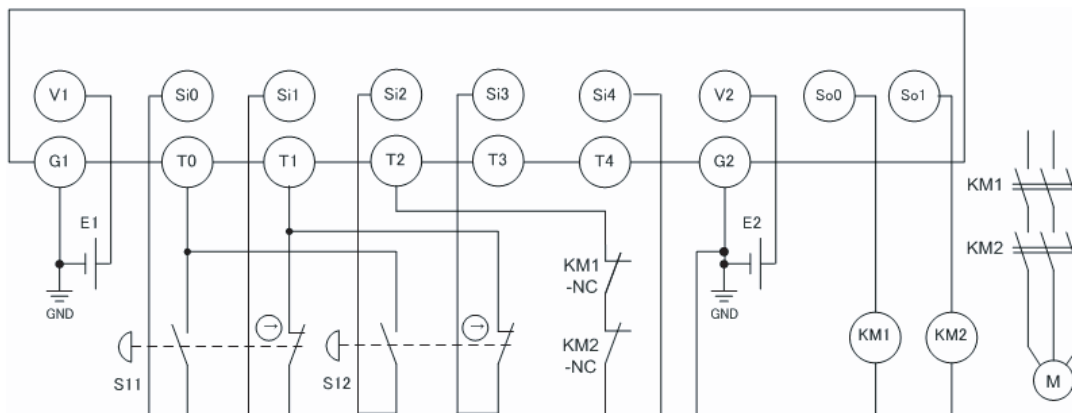 V1 Si0 Si1 Si2 Si3 Si4 V2 So0 So1
G1 T0 T1 T2 T3 T4 G2
KM1
E1 E2
KM2
KM1
-NC
GND GND
KM1 KM2
KM2
-NC
S11 S12
M